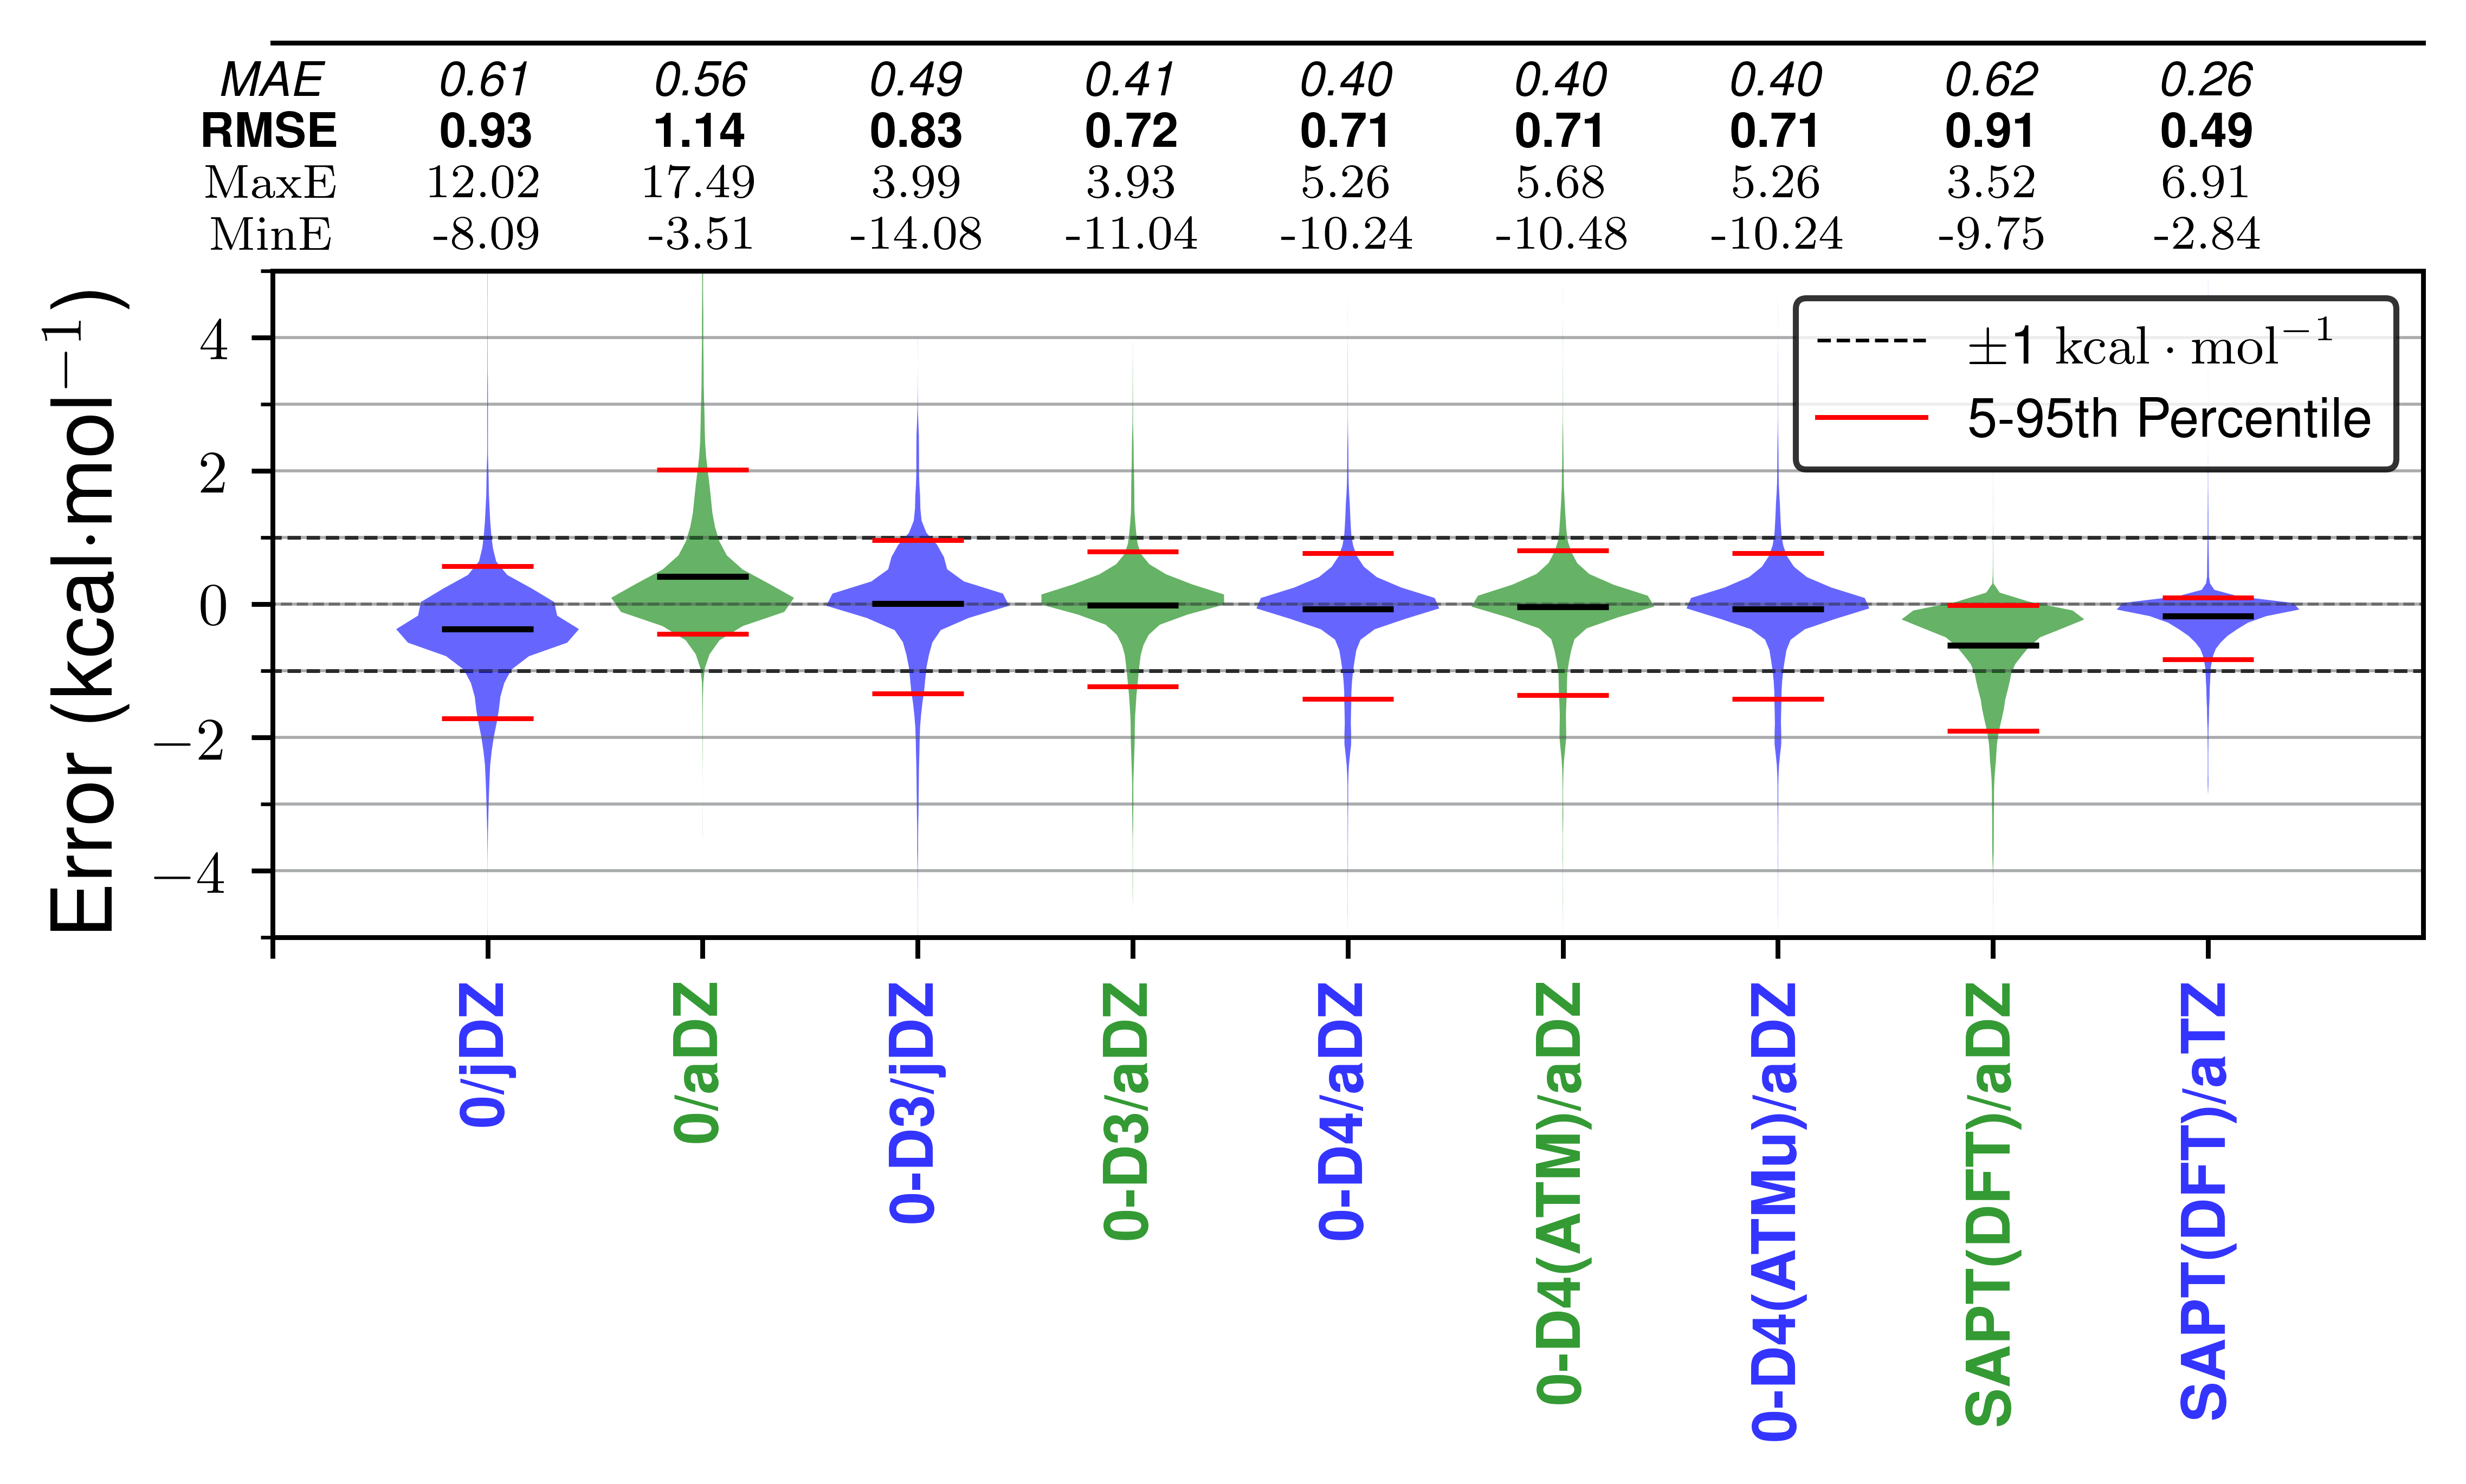 MAE 0.61 0.56 0.49 0.41 0.40 0.40 0.40 0.62 0.26
RMSE 0.93 1.14 0.83 0.72 0.71 0.71 0.71 0.91 0.49
MaxE 12.02 17.49 3.99 3.93 5.26 5.68 5.26 3.52 6.91
MinE -8.09 -3.51 -14.08 -11.04 -10.24 -10.48 -10.24 -9.75 -2.84
Error (kcal·mol⁻¹)
4
2
0
−2
−4
±1 kcal · mol⁻¹
5-95th Percentile
0/jDZ
0/aDZ
0-D3/jDZ
0-D3/aDZ
0-D4/aDZ
0-D4(ATM)/aDZ
0-D4(ATMu)/aDZ
SAPT(DFT)/aDZ
SAPT(DFT)/aTZ